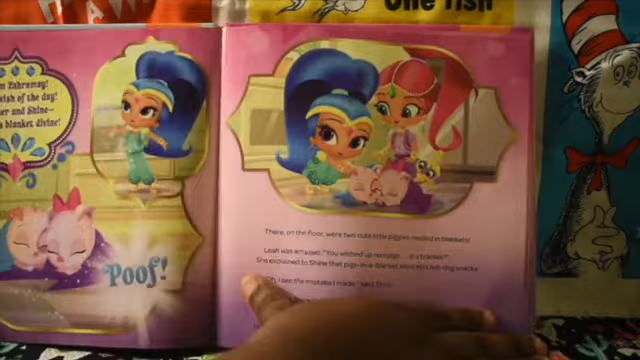 One fish
m Zahramay!
wish of the day!
er and Shine—
s blanket divine!
Poof!
There, on the floor, were two cute little piggies nestled in blankets!
Leah was amazed. "You wished up real pigs . . . in a blanket?"
She explained to Shine that pigs-in-a-blanket were mini hot-dog snacks.
I see the mistake I made," said